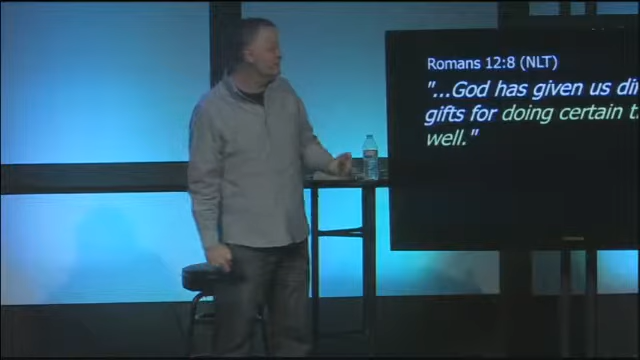 Romans 12:8 (NLT)
"...God has given us
gifts for doing certain
well."